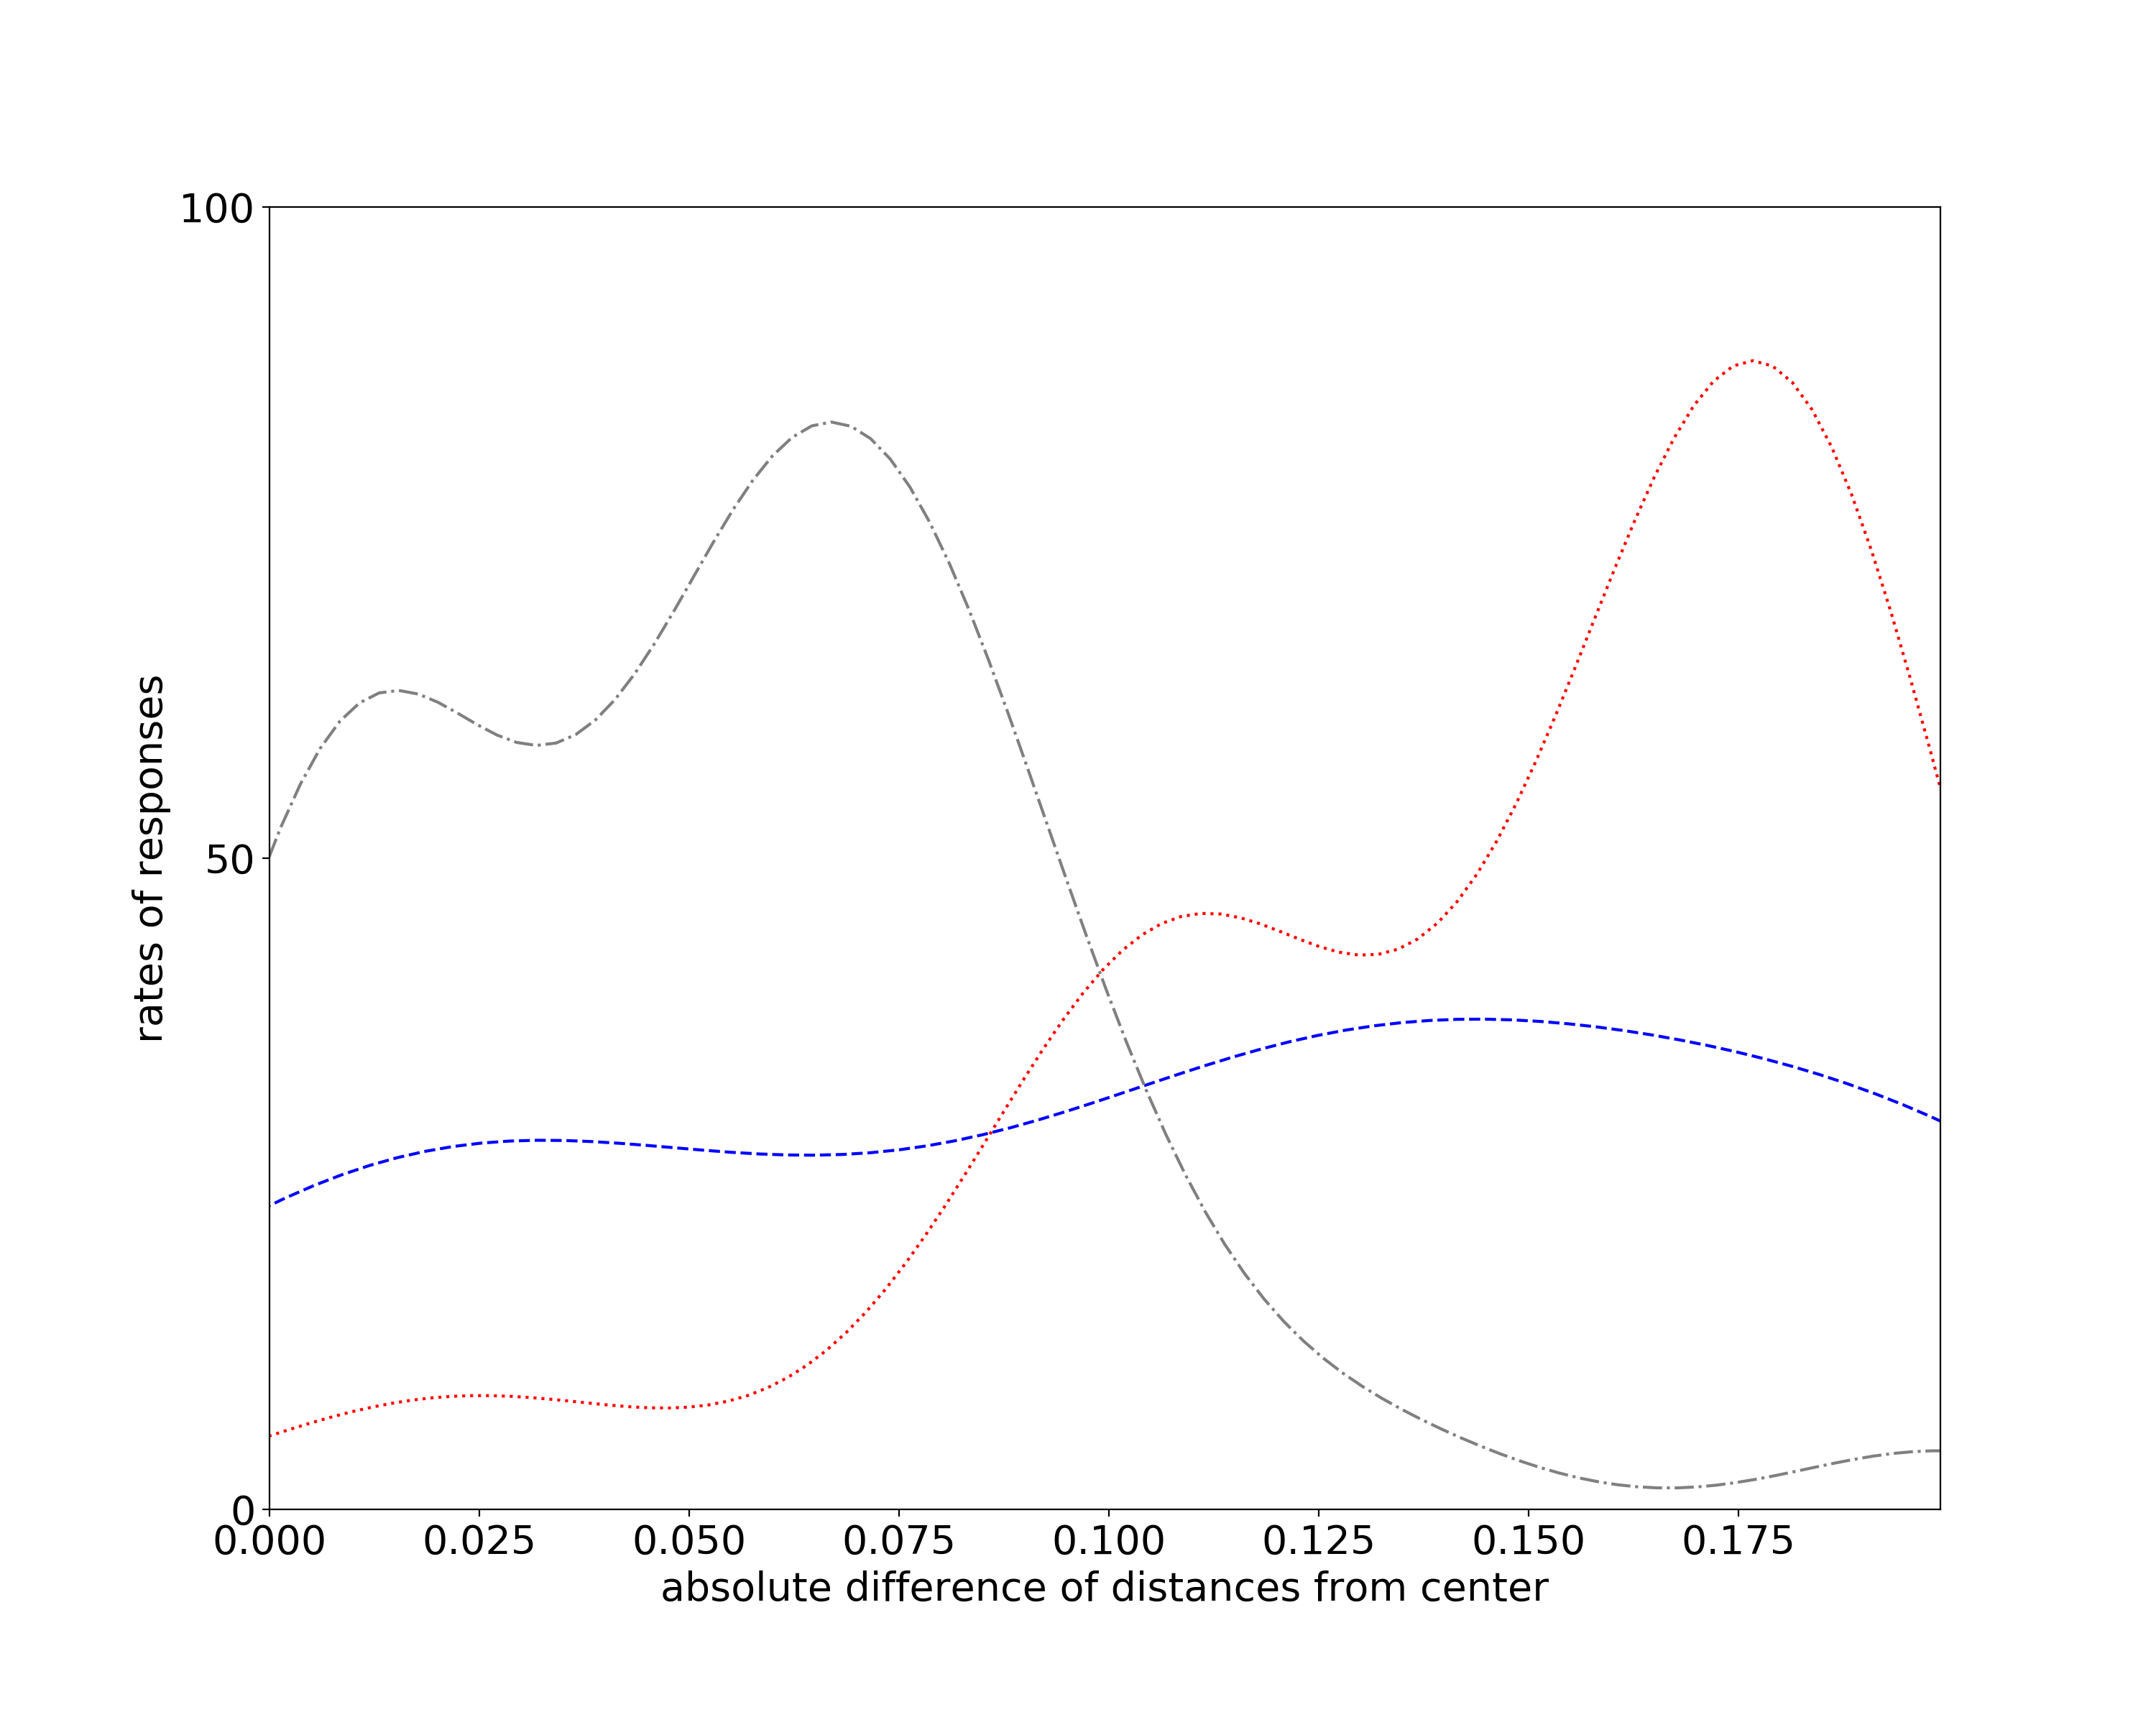 100
50
0
rates of responses
0.000 0.025 0.050 0.075 0.100 0.125 0.150 0.175
absolute difference of distances from center